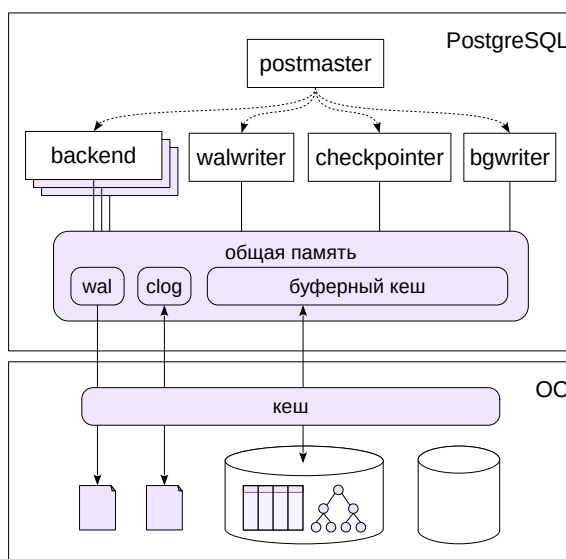 PostgreSQL
postmaster
backend
walwriter
checkpointer
bgwriter
общая память
wal
clog
буферный кеш
ОС
кеш